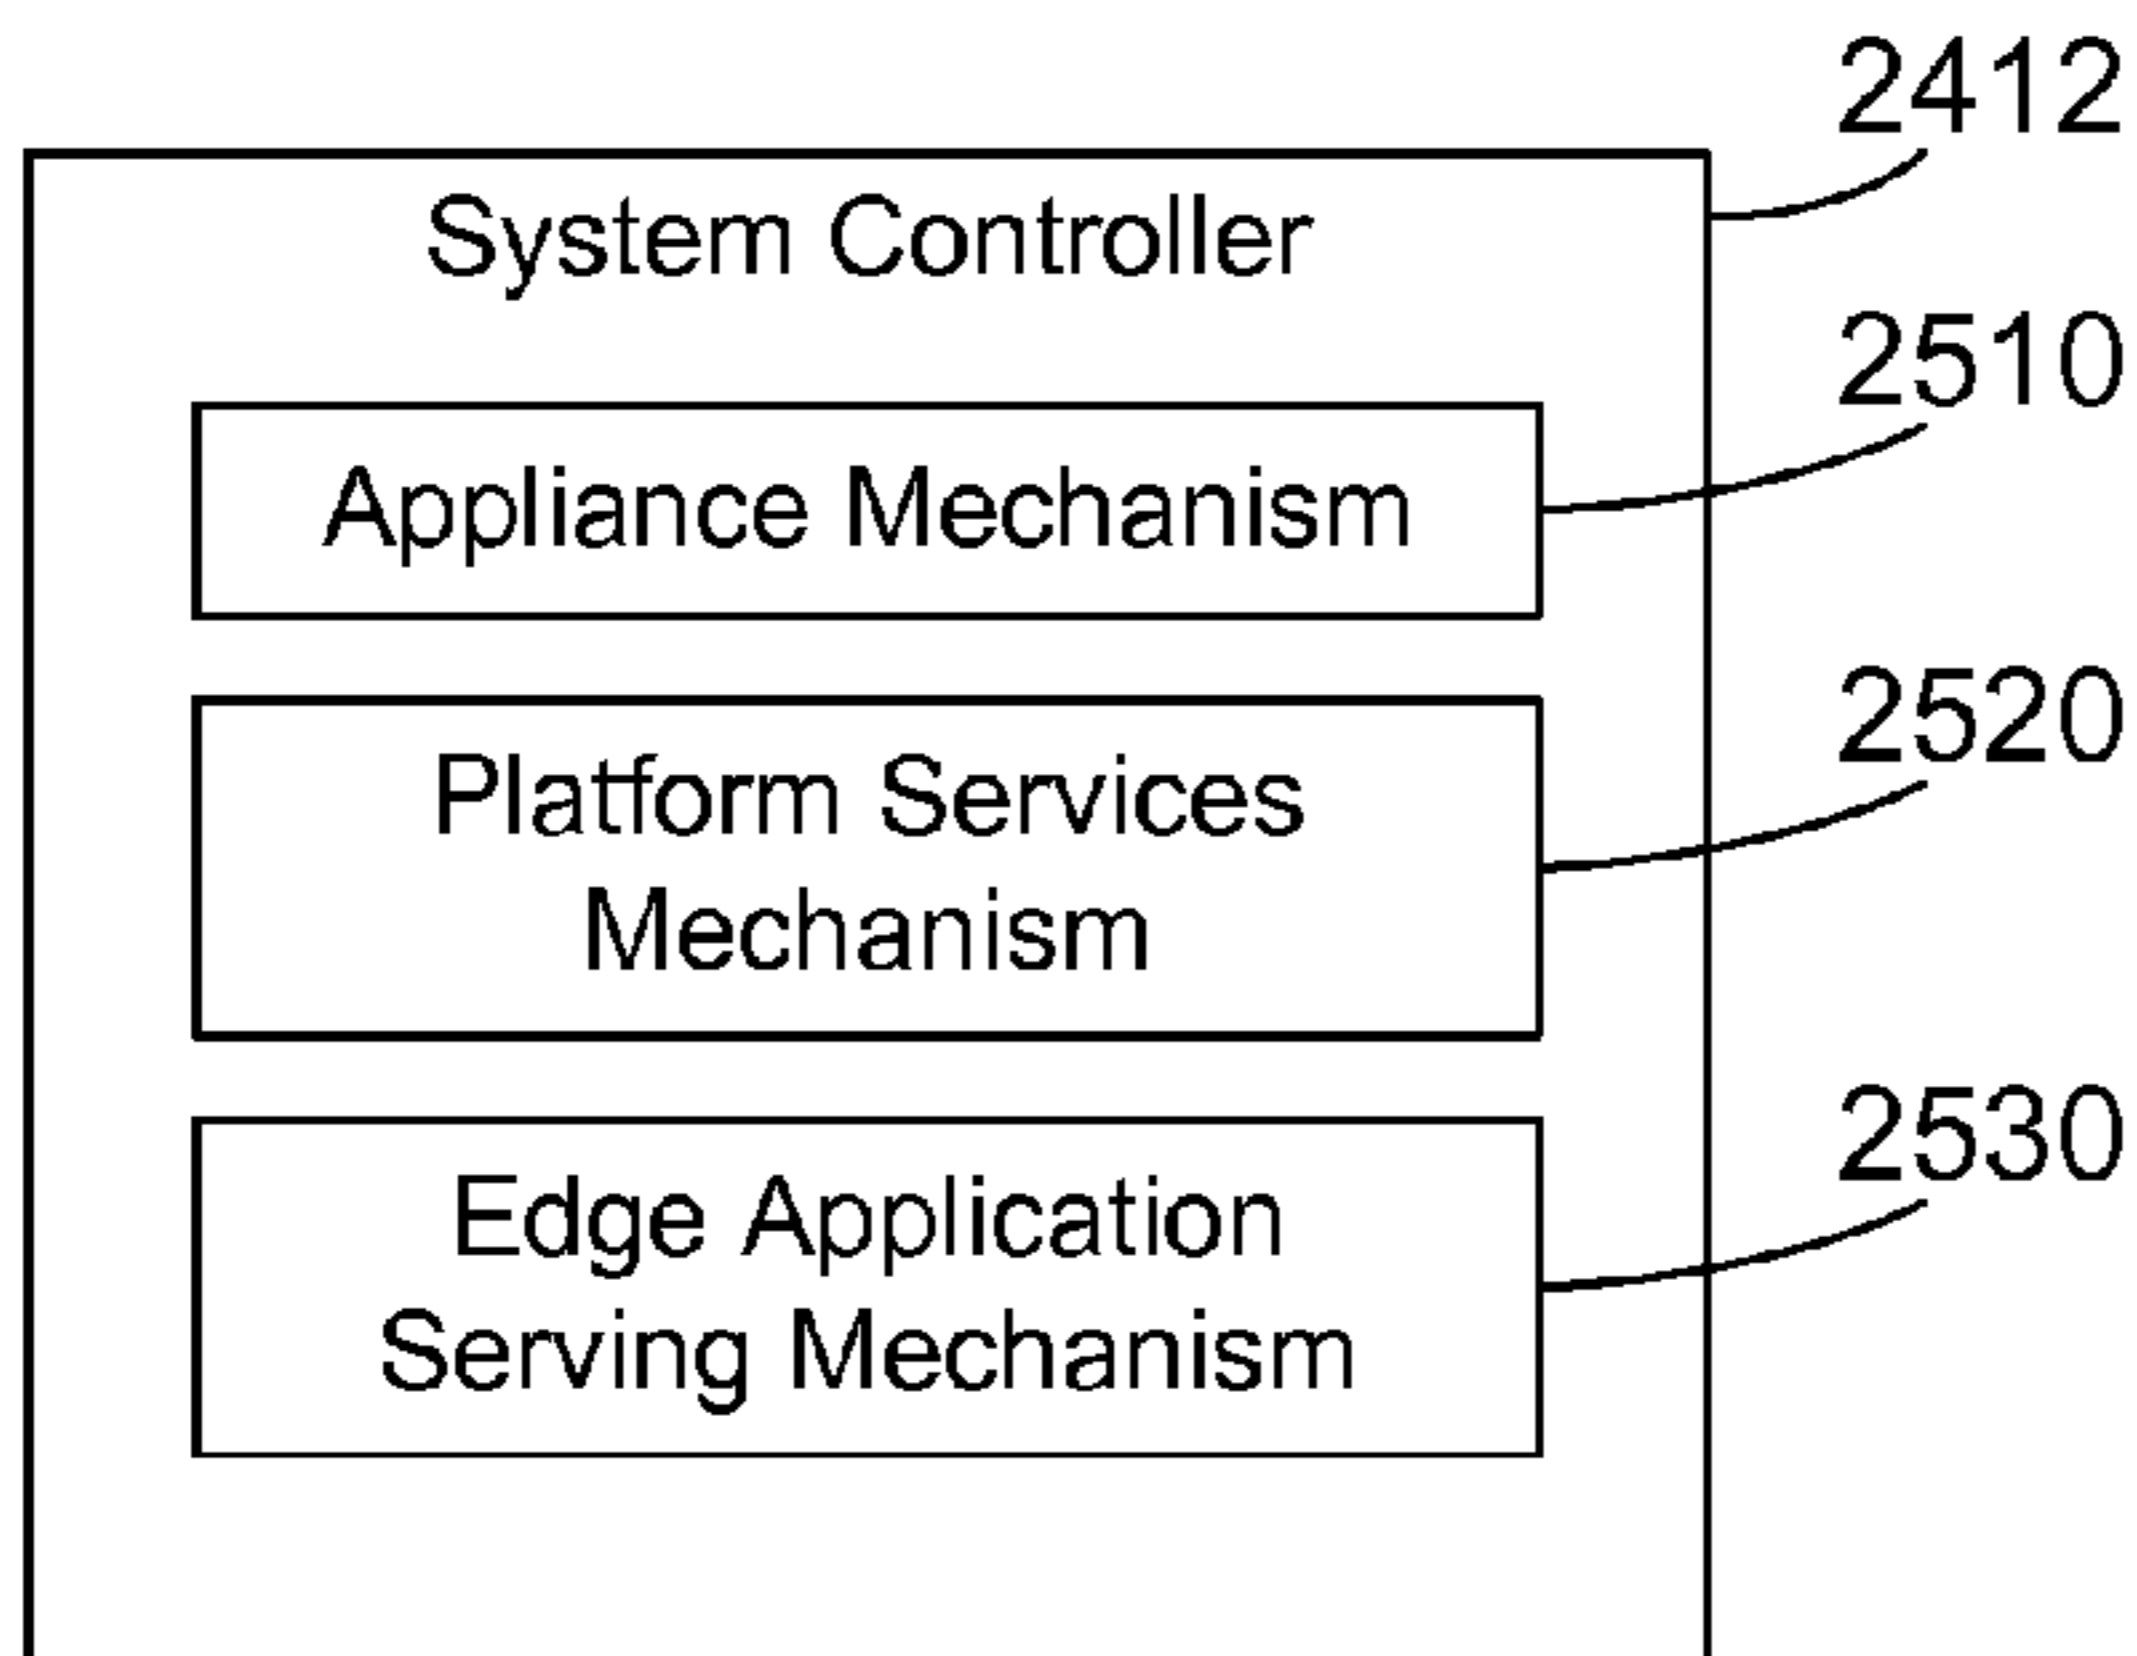 2412
System Controller
2510
Appliance Mechanism
2520
Platform Services
Mechanism
2530
Edge Application
Serving Mechanism